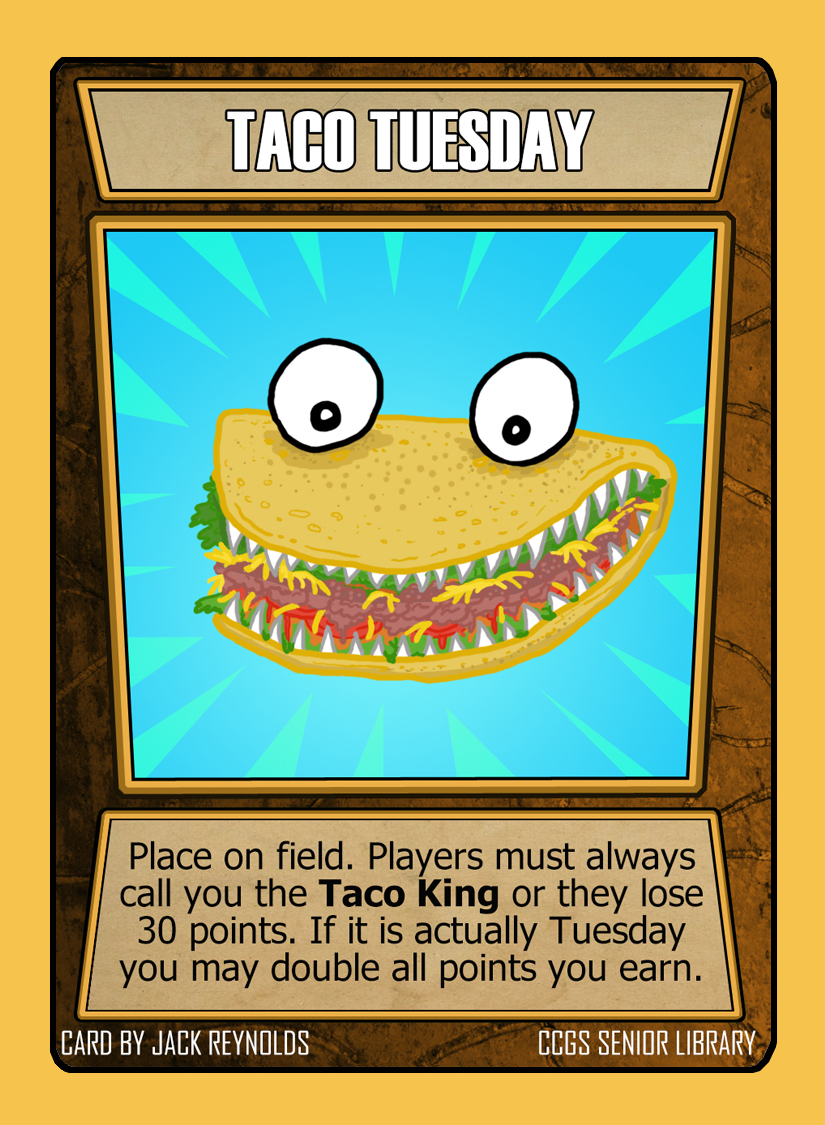 TACO TUESDAY
Place on field. Players must always
call you the Taco King or they lose
30 points. If it is actually Tuesday
you may double all points you earn.
CARD BY JACK REYNOLDS
CCGS SENIOR LIBRARY